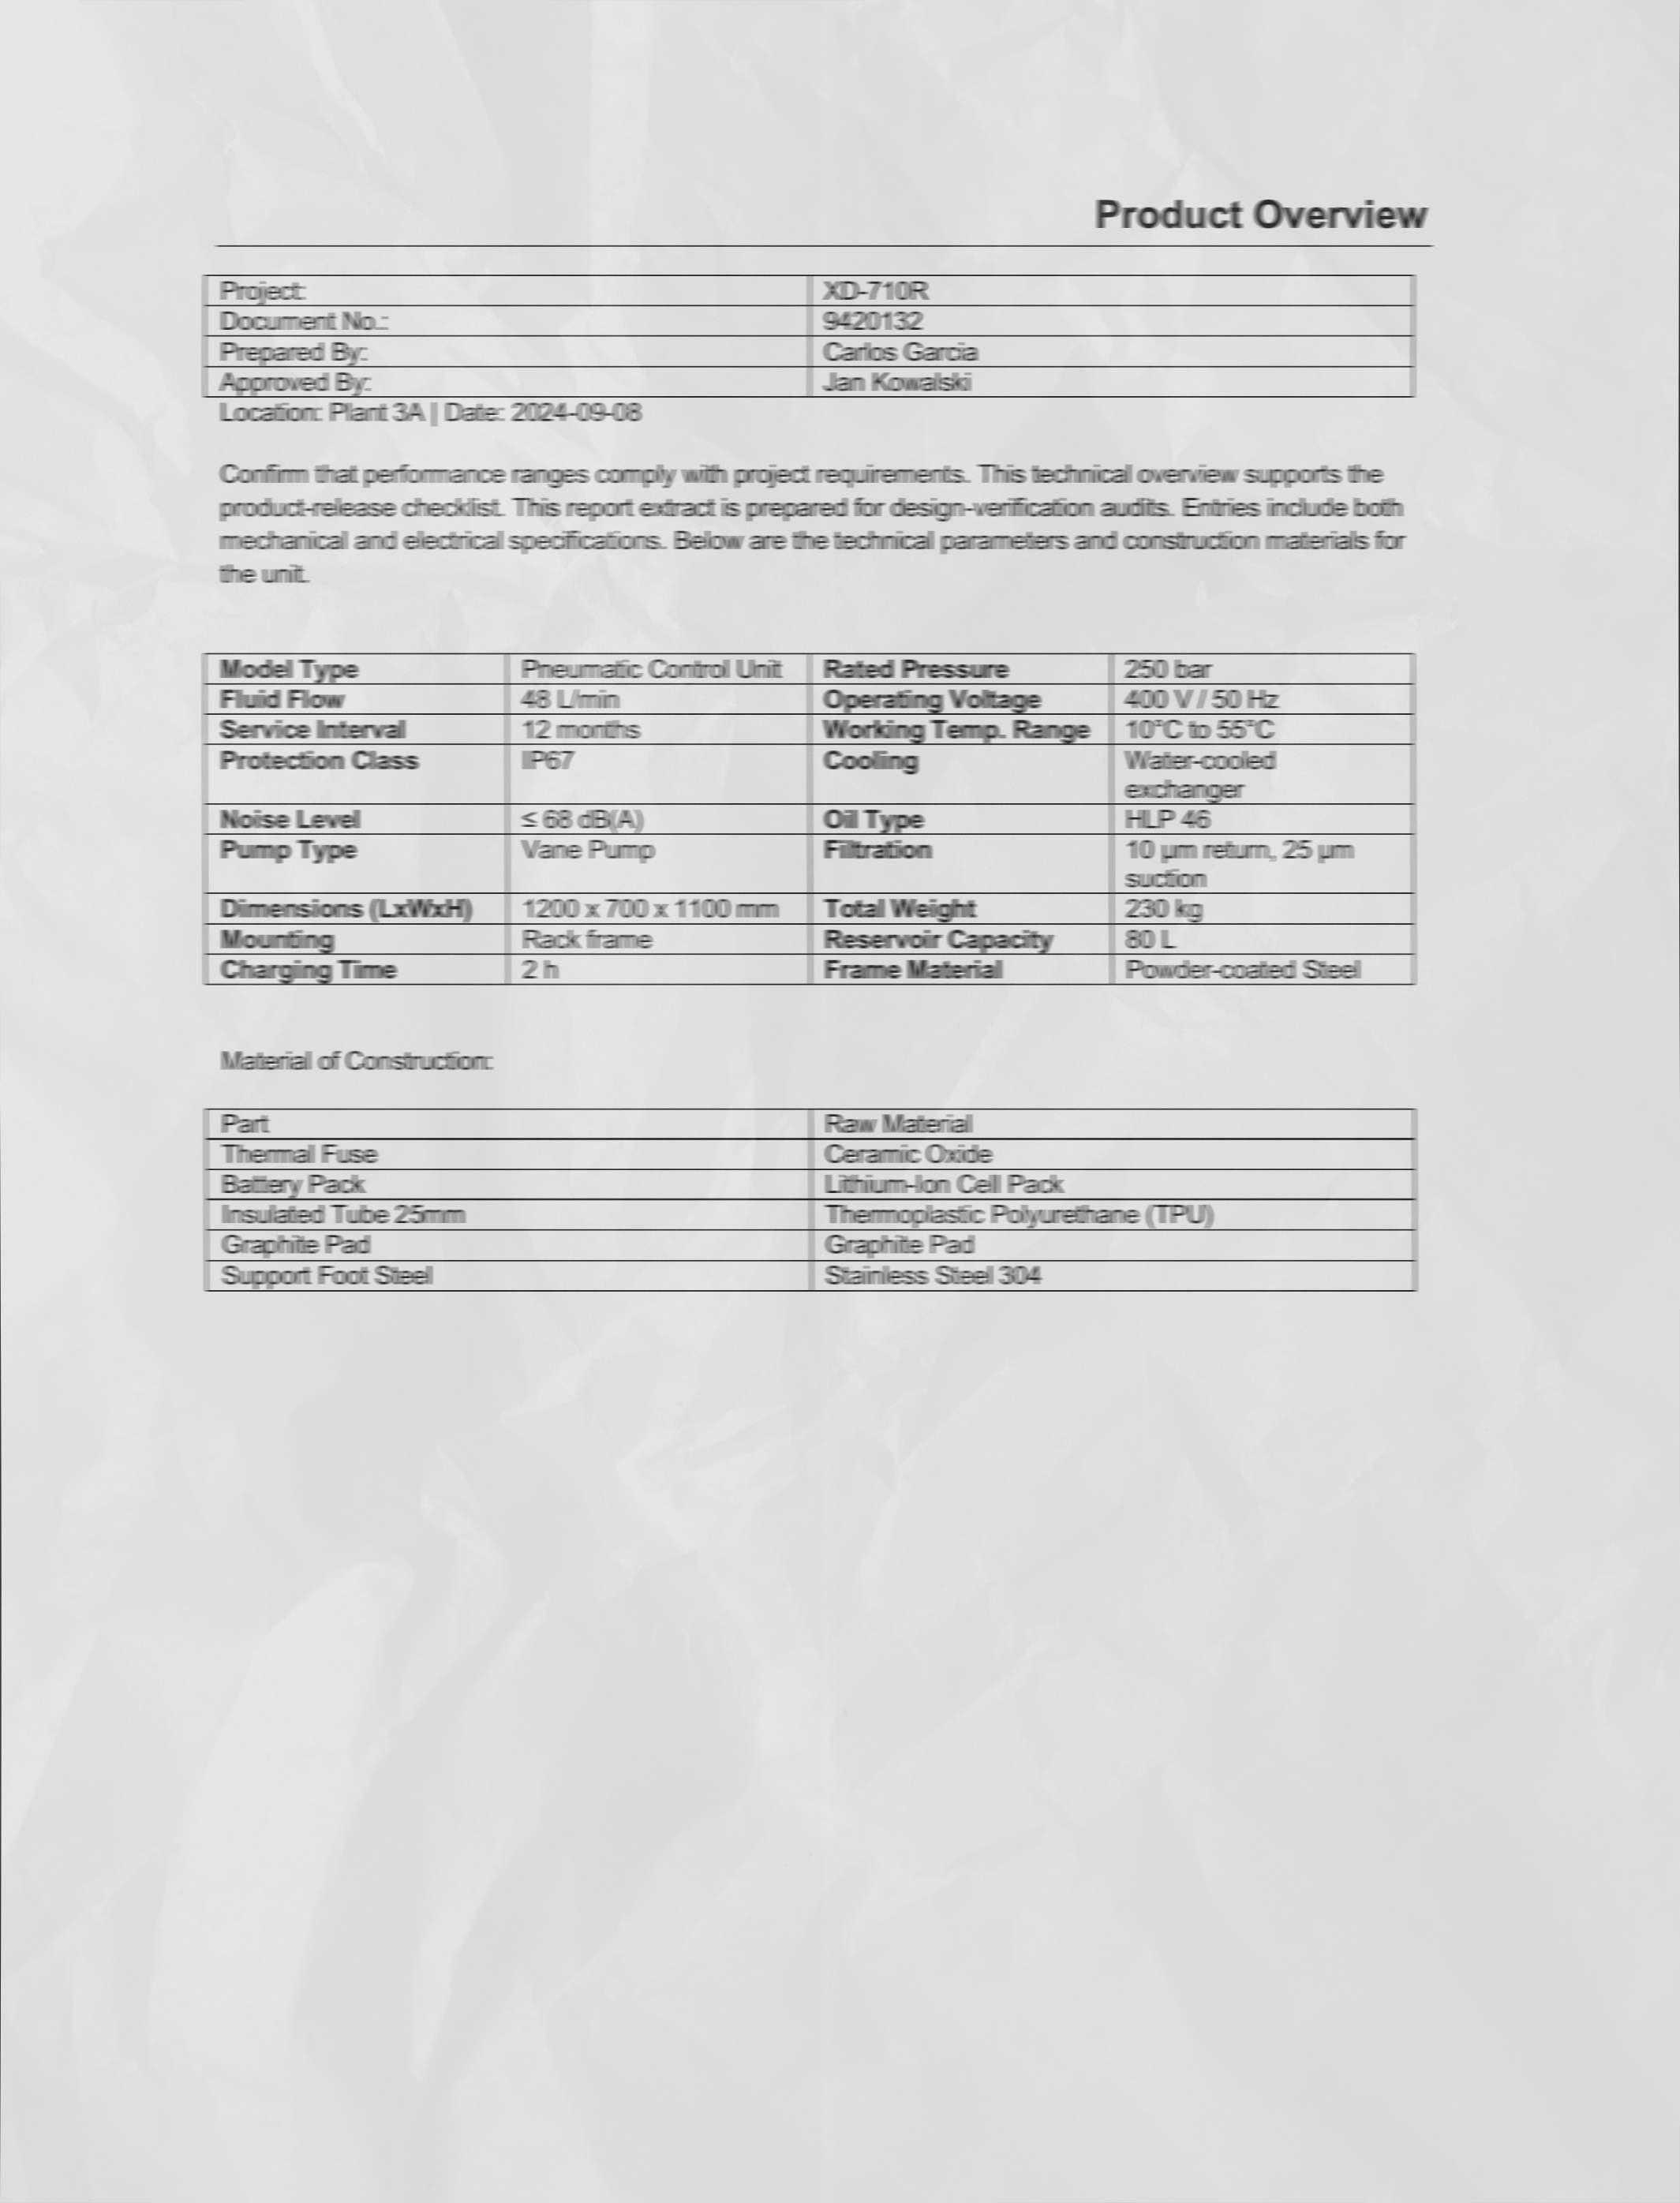 Product Overview
Project: XD-710R
Document No.: 9420132
Prepared By: Carlos Garcia
Approved By: Jan Kowalski
Location: Plant 3A | Date: 2024-09-08
Confirm that performance ranges comply with project requirements. This technical overview supports the
product-release checklist. This report extract is prepared for design-verification audits. Entries include both
mechanical and electrical specifications. Below are the technical parameters and construction materials for
the unit.
Model Type Pneumatic Control Unit Rated Pressure 250 bar
Fluid Flow 48 L/min Operating Voltage 400 V / 50 Hz
Service Interval 12 months Working Temp. Range 10°C to 55°C
Protection Class IP67 Cooling Water-cooled
exchanger
Noise Level ≤ 68 dB(A) Oil Type HLP 46
Pump Type Vane Pump Filtration 10 µm return, 25 µm
suction
Dimensions (LxWxH) 1200 x 700 x 1100 mm Total Weight 230 kg
Mounting Rack frame Reservoir Capacity 80 L
Charging Time 2 h Frame Material Powder-coated Steel
Material of Construction:
Part Raw Material
Thermal Fuse Ceramic Oxide
Battery Pack Lithium-Ion Cell Pack
Insulated Tube 25mm Thermoplastic Polyurethane (TPU)
Graphite Pad Graphite Pad
Support Foot Steel Stainless Steel 304